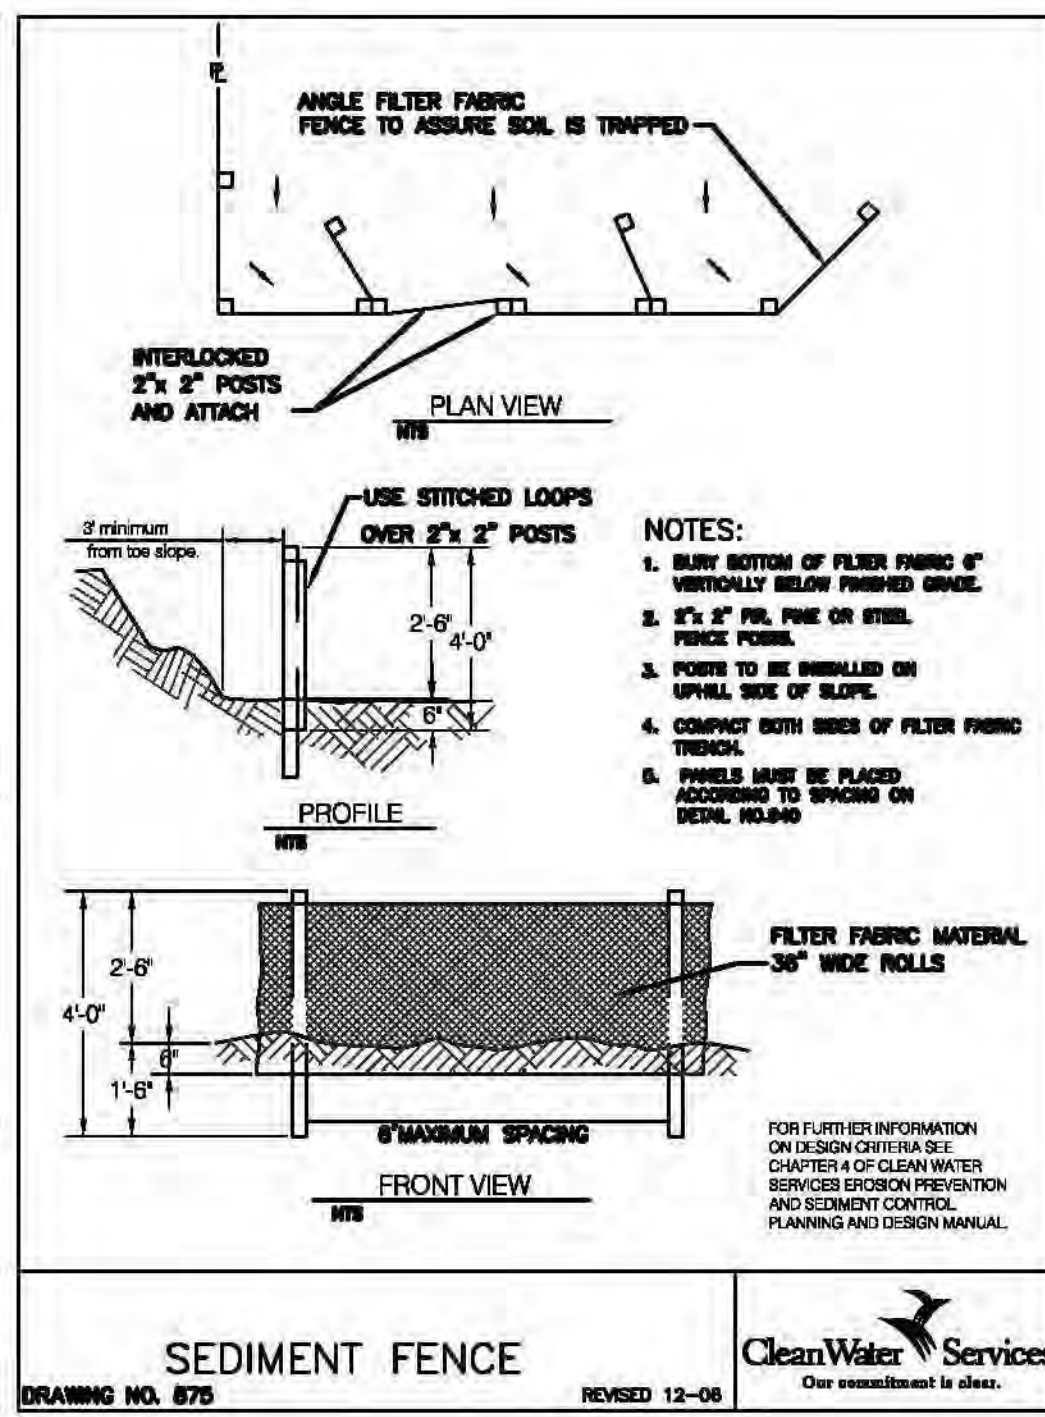 PL
ANGLE FILTER FABRIC
FENCE TO ASSURE SOIL IS TRAPPED
INTERLOCKED
2"x 2" POSTS
AND ATTACH
PLAN VIEW
NTS
USE STITCHED LOOPS
OVER 2"x 2" POSTS
3' minimum
from toe slope.
2'-6"
4'-0"
6"
PROFILE
NTS
NOTES:
1. BURY BOTTOM OF FILTER FABRIC 6"
VERTICALLY BELOW FINISHED GRADE.
2. 2"x 2" FIR, PINE OR STEEL
FENCE POSTS.
3. POSTS TO BE INSTALLED ON
UPHILL SIDE OF SLOPE.
4. COMPACT BOTH SIDES OF FILTER FABRIC
TRENCH.
5. PANELS MUST BE PLACED
ACCORDING TO SPACING ON
DETAIL NO.
2'-6"
4'-0"
6"
1'-6"
FILTER FABRIC MATERIAL
36" WIDE ROLLS
MAXIMUM SPACING
FRONT VIEW
NTS
FOR FURTHER INFORMATION
ON DESIGN CRITERIA SEE
CHAPTER 4 OF CLEAN WATER
SERVICES EROSION PREVENTION
AND SEDIMENT CONTROL
PLANNING AND DESIGN MANUAL
SEDIMENT FENCE
DRAWING NO. 875
REVISED 12-06
CleanWater Services
Our commitment is clear.